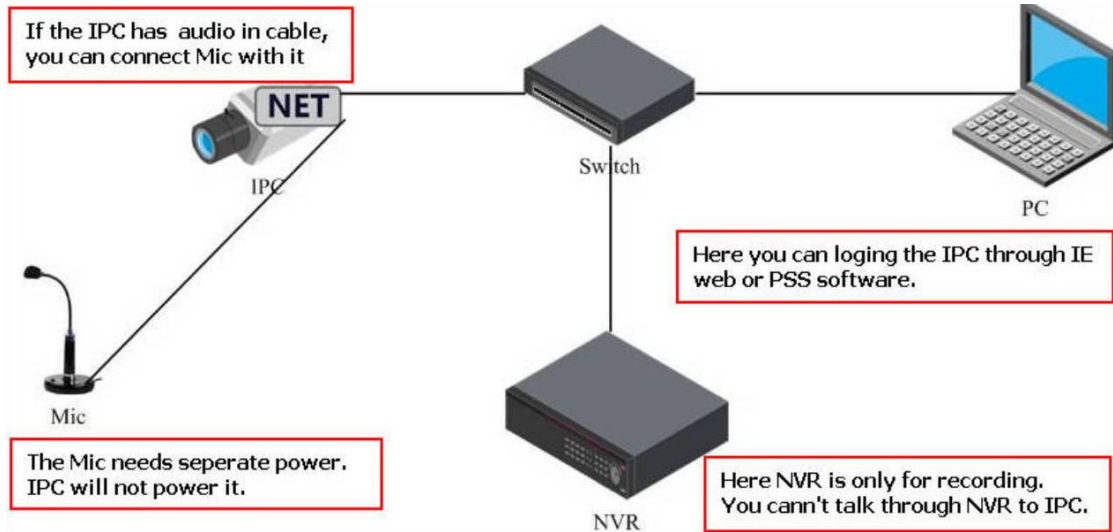 If the IPC has audio in cable,
you can connect Mic with it
NET
IPC
Switch
PC
Here you can loging the IPC through IE
web or PSS software.
Mic
The Mic needs seperate power.
IPC will not power it.
Here NVR is only for recording.
You cann't talk through NVR to IPC.
NVR